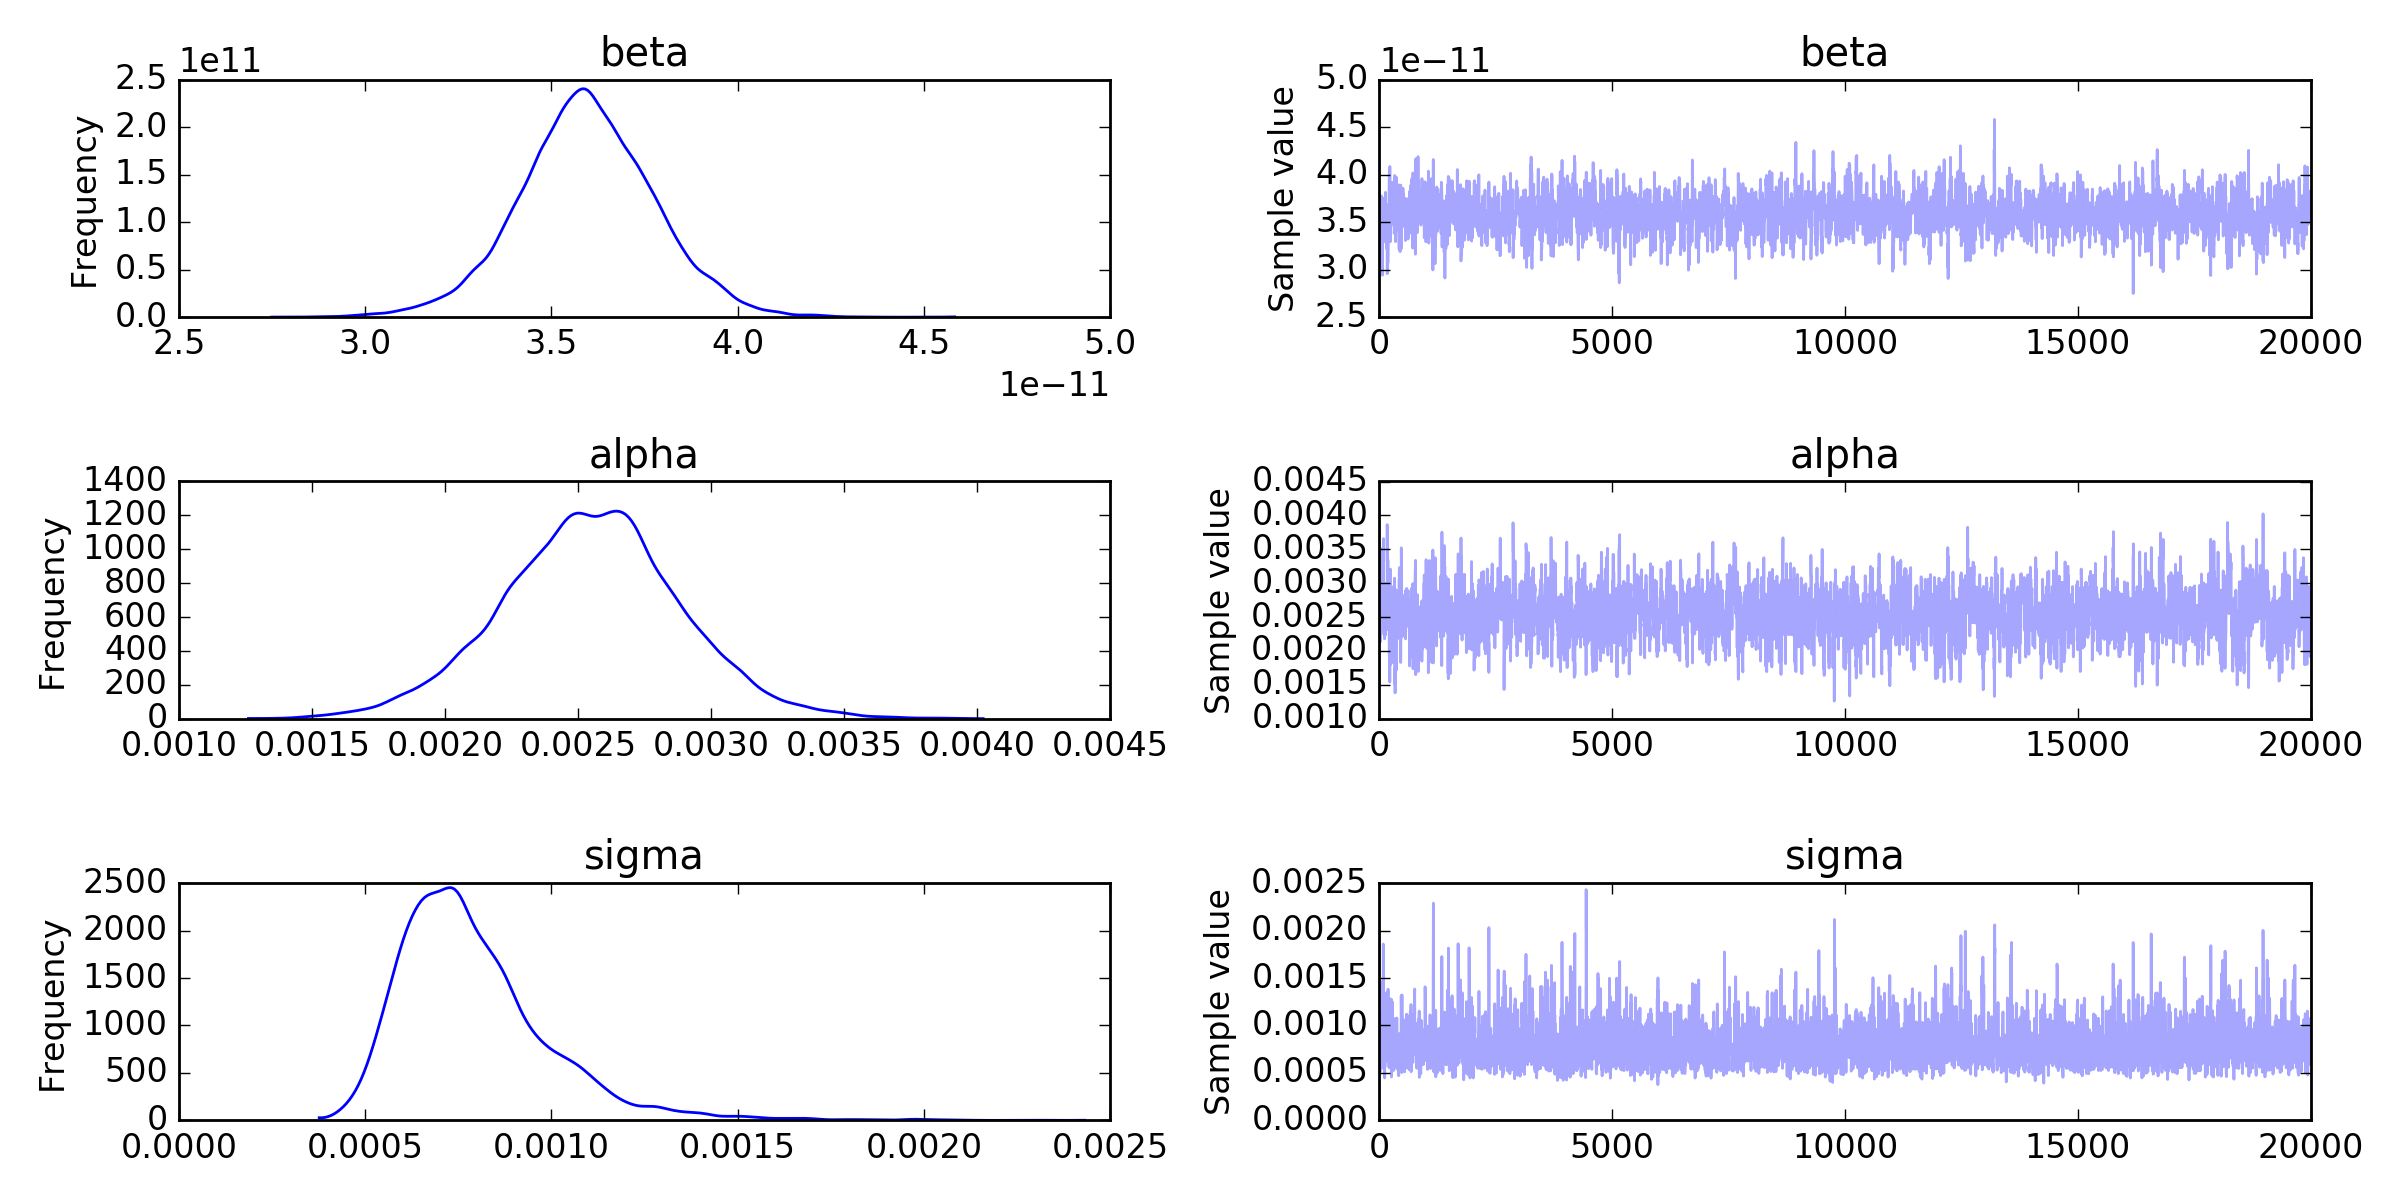 beta
1e11
Frequency
2.5
2.0
1.5
1.0
0.5
0.0
2.5 3.0 3.5 4.0 4.5 5.0
1e−11
beta
1e−11
Sample value
5.0
4.5
4.0
3.5
3.0
2.5
0 5000 10000 15000 20000
alpha
Frequency
1400
1200
1000
800
600
400
200
0
0.0010 0.0015 0.0020 0.0025 0.0030 0.0035 0.0040 0.0045
alpha
Sample value
0.0045
0.0040
0.0035
0.0030
0.0025
0.0020
0.0015
0.0010
0 5000 10000 15000 20000
sigma
Frequency
2500
2000
1500
1000
500
0
0.0000 0.0005 0.0010 0.0015 0.0020 0.0025
sigma
Sample value
0.0025
0.0020
0.0015
0.0010
0.0005
0.0000
0 5000 10000 15000 20000